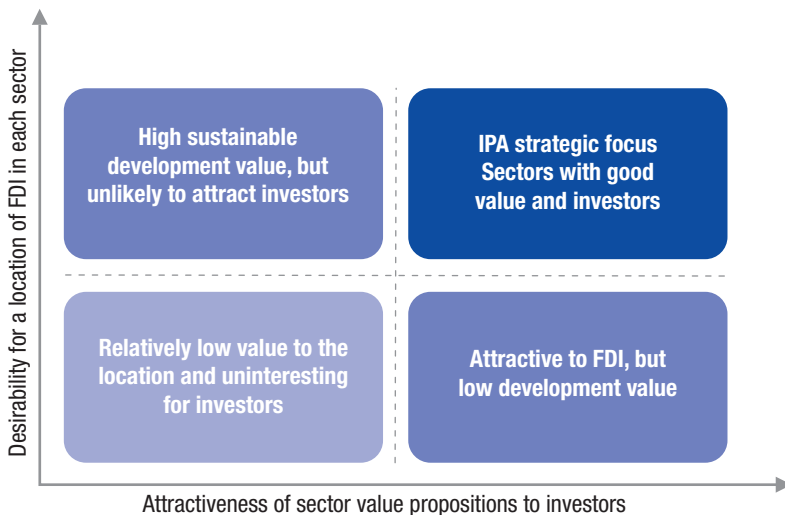 Desirability for a location of FDI in each sector
High sustainable
development value, but
unlikely to attract investors
IPA strategic focus
Sectors with good
value and investors
Relatively low value to the
location and uninteresting
for investors
Attractive to FDI, but
low development value
Attractiveness of sector value propositions to investors